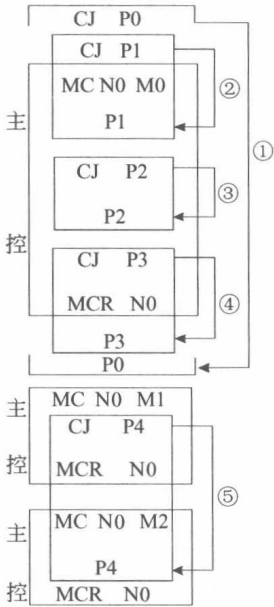 CJ P0
CJ P1
②
MC N0 M0
主
P1
①
CJ P2
③
P2
控
CJ P3
④
MCR N0
P3
P0
主
MC N0 M1
CJ P4
控
MCR N0
⑤
主
MC N0 M2
P4
控
MCR N0